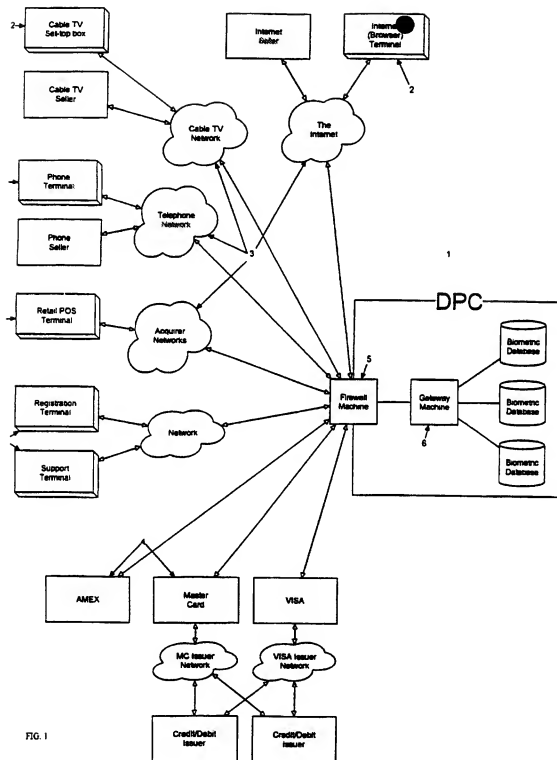 2
Cable TV
Set-top box
Cable TV
Seller
Internet
Seller
(Browser)
Terminal
2
Cable TV
Network
The
Internet
Phone
Terminal
Phone
Seller
Telephone
Network
3
1
Retail POS
Terminal
Acquirer
Networks
DPC
5
Firewall
Machine
Gateway
Machine
6
Biometric
Database
Biometric
Database
Biometric
Database
Registration
Terminal
Support
Terminal
Network
4
AMEX
Master
Card
VISA
MC Issuer
Network
VISA Issuer
Network
Credit/Debit
Issuer
Credit/Debit
Issuer
FIG. 1